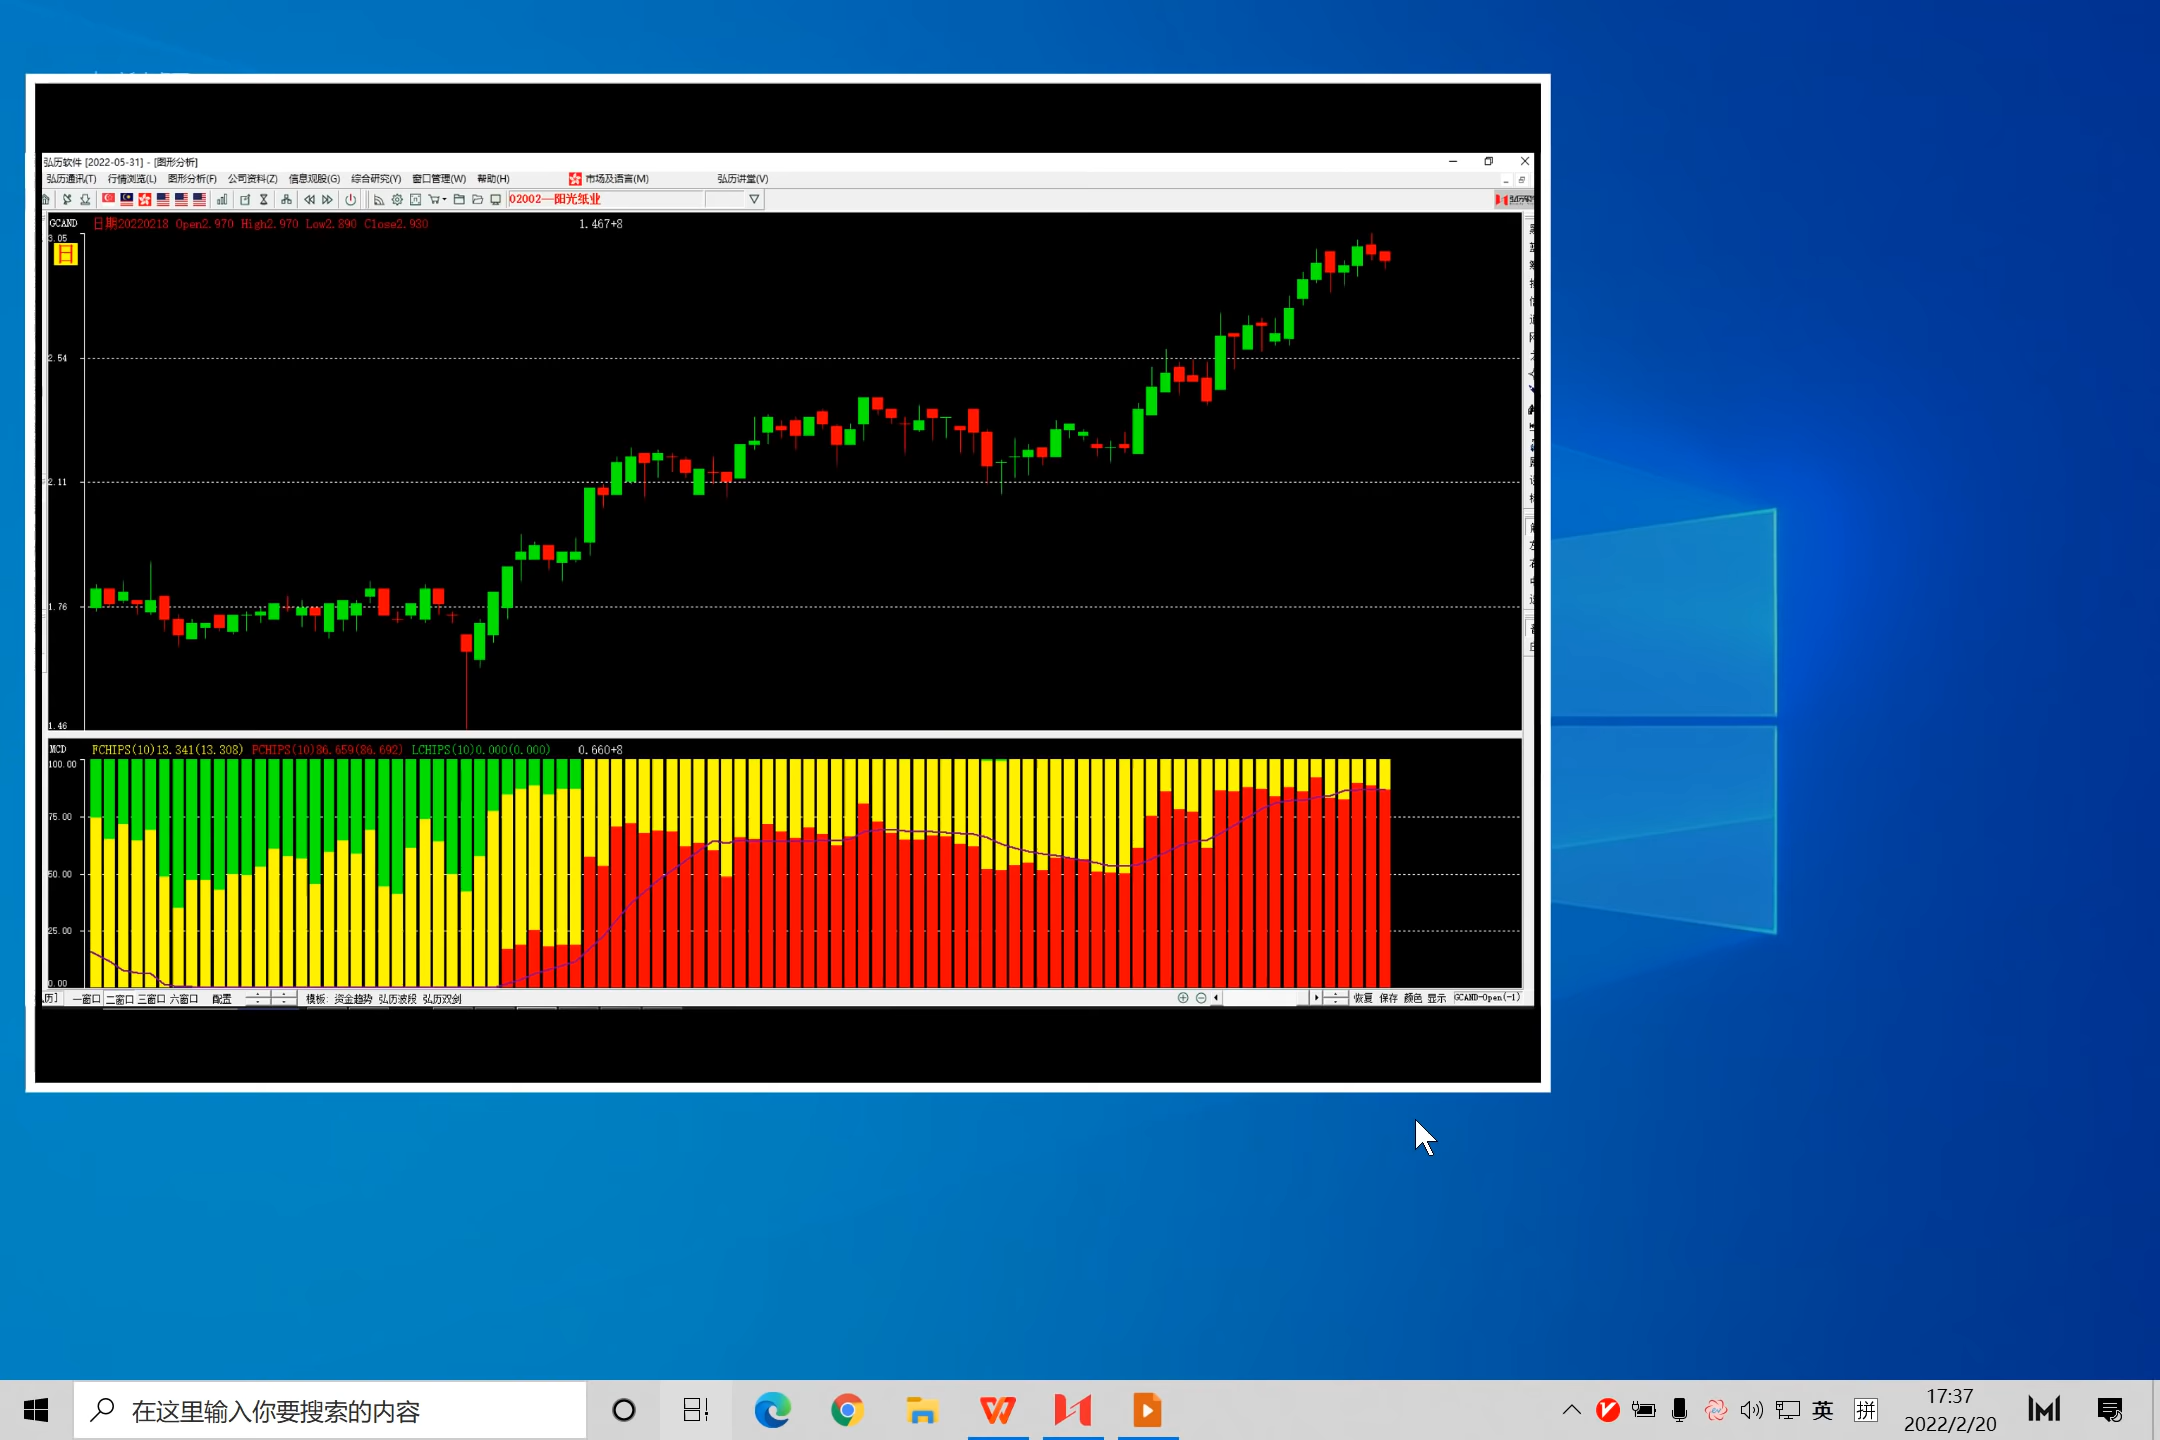 弘历软件 [2022-05-31] - [图形分析]
弘历通讯(T) 行情浏览(L) 图形分析(F) 公司资料(Z) 信息观股(G) 综合研究(Y) 窗口管理(W) 帮助(H) 市场及语言(M) 弘历讲堂(V)
02002—阳光纸业
GCAND 日期20220218 Open2.970 High2.970 Low2.890 Close2.930 1.467+8
3.05
日
2.54
2.11
1.76
1.46
MCD FCHIPS(10)13.341(13.308) PCHIPS(10)86.659(86.692) LCHIPS(10)0.000(0.000) 0.660+8
100.00
75.00
50.00
25.00
0.00
一窗口 二窗口 三窗口 六窗口 配置 模板: 资金趋势 弘历波段 弘历双剑 恢复 保存 颜色 显示 GCAND-Open(-1)
在这里输入你要搜索的内容
英 拼
17:37
2022/2/20